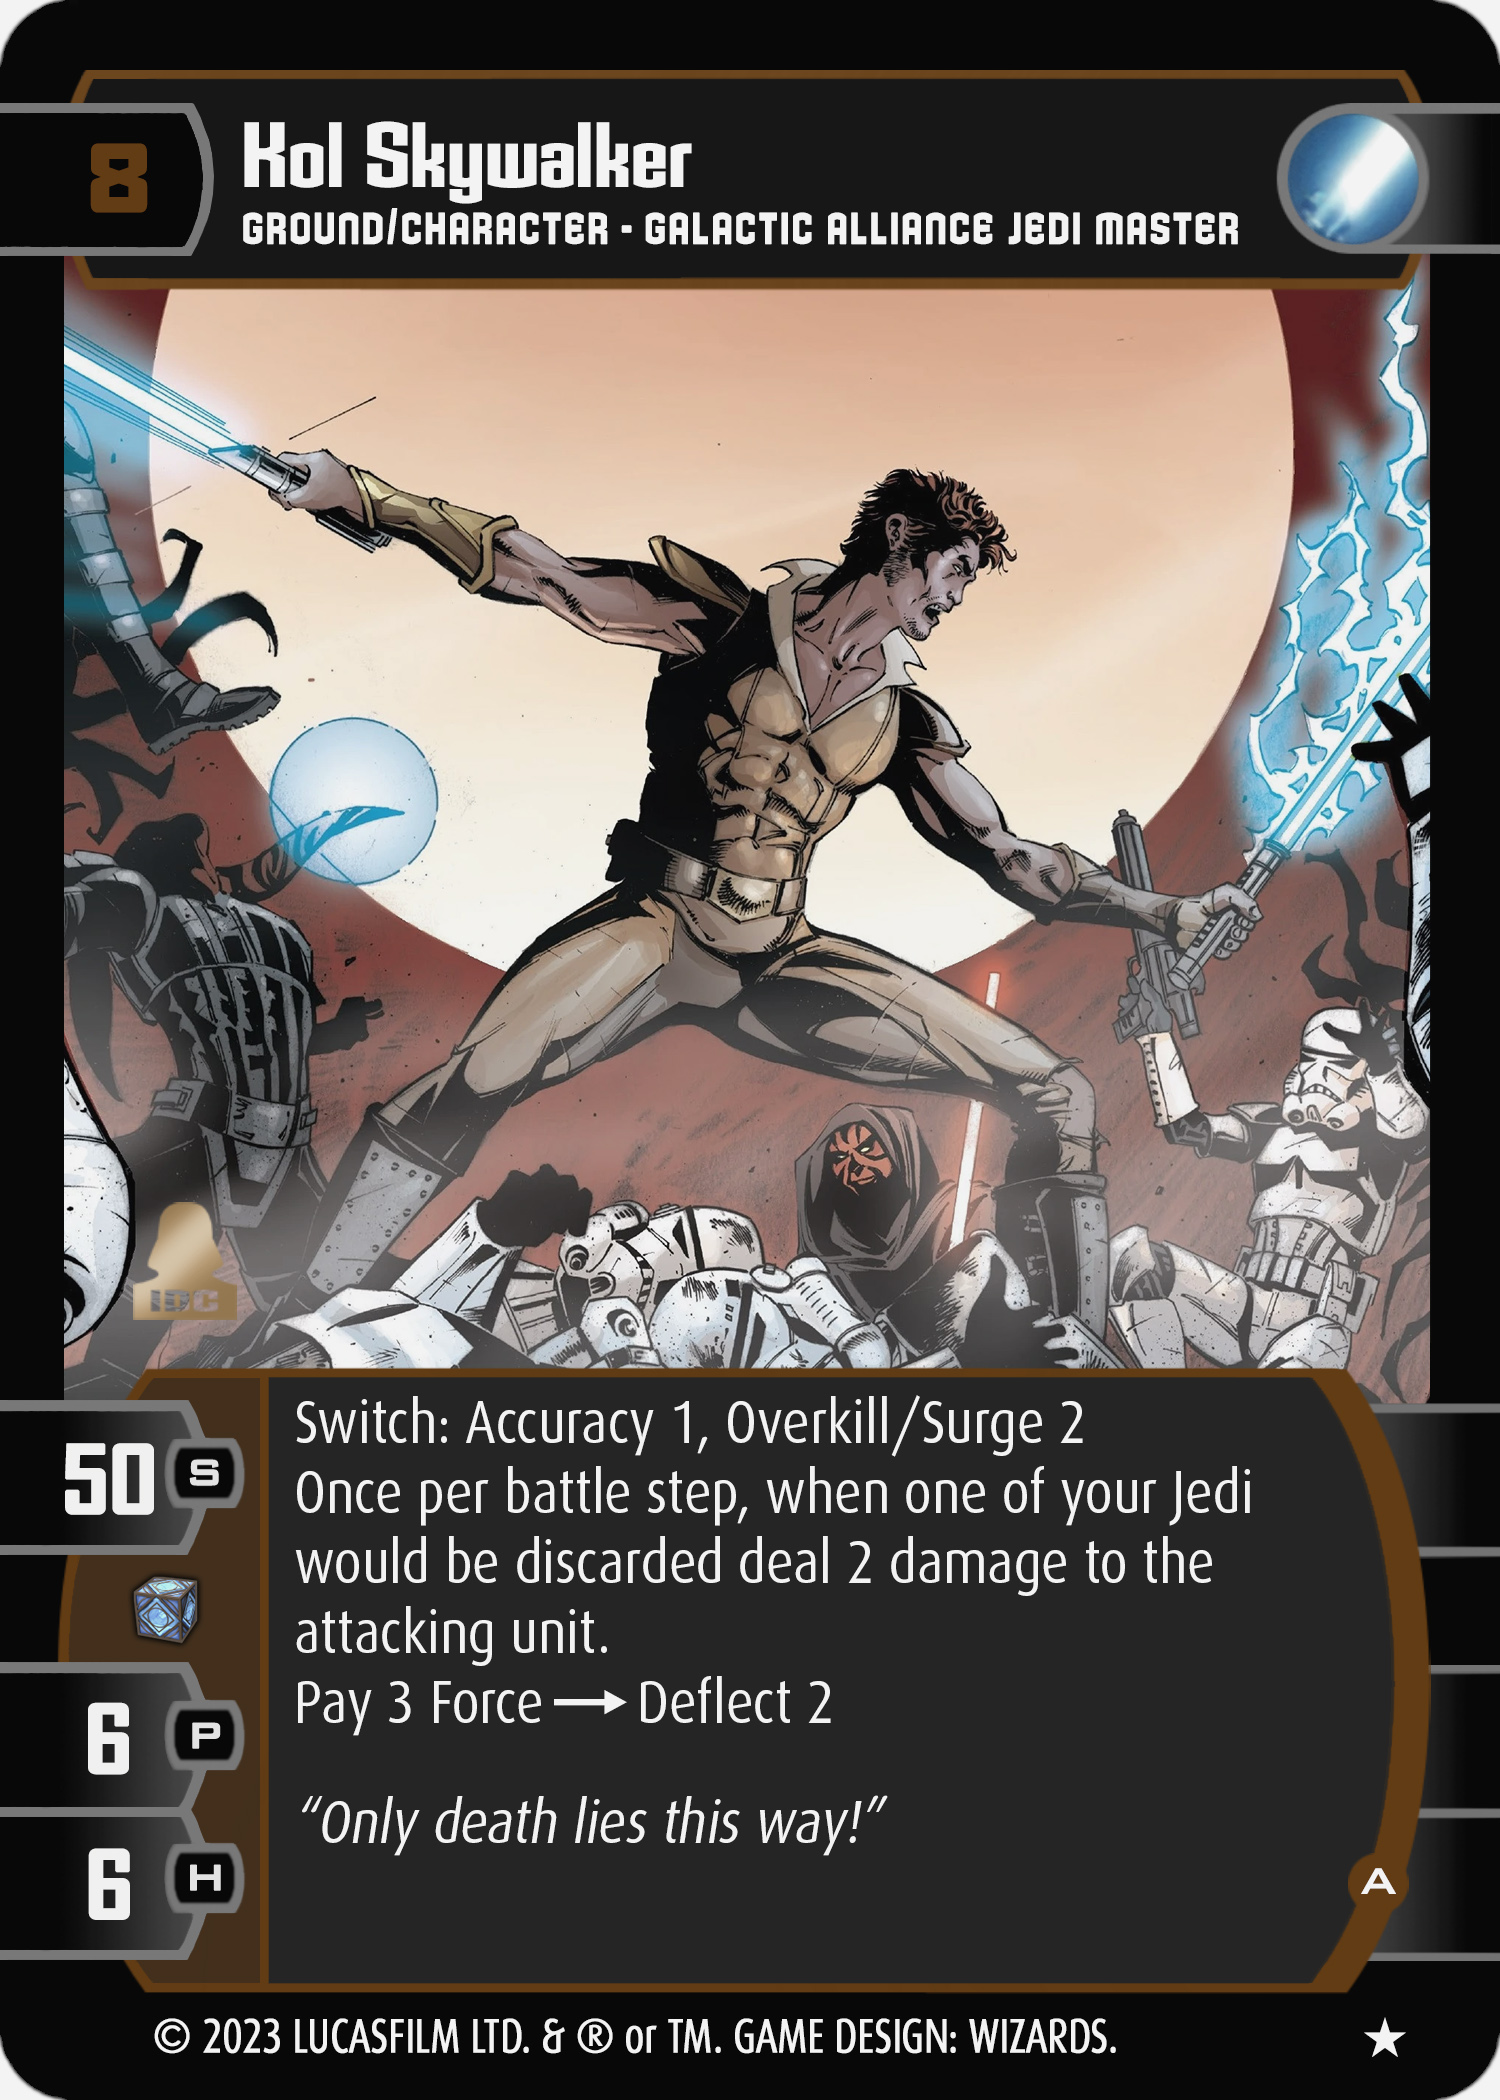 8
Kol Skywalker
GROUND/CHARACTER - GALACTIC ALLIANCE JEDI MASTER
IDC
50 S
Switch: Accuracy 1, Overkill/Surge 2
Once per battle step, when one of your Jedi
would be discarded deal 2 damage to the
attacking unit.
Pay 3 Force → Deflect 2
6 P
“Only death lies this way!”
6 H
A
© 2023 LUCASFILM LTD. & ® or TM. GAME DESIGN: WIZARDS.